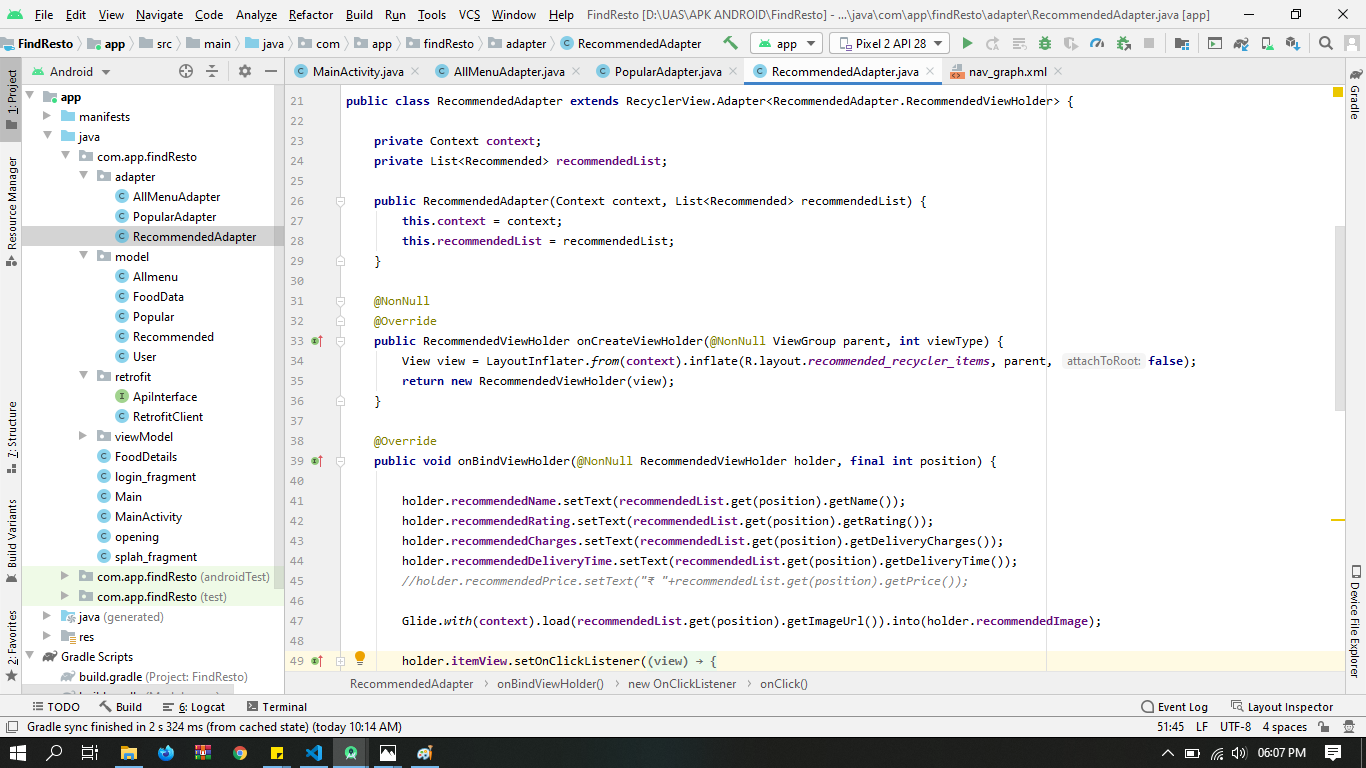 File Edit View Navigate Code Analyze Refactor Build Run Tools VCS Window Help FindResto [D:\UAS\APK ANDROID\FindResto] - ...\java\com\app\findResto\adapter\RecommendedAdapter.java [app]
FindResto app src main java com app findResto adapter RecommendedAdapter app Pixel 2 API 28
Android MainActivity.java AllMenuAdapter.java PopularAdapter.java RecommendedAdapter.java nav_graph.xml
1: Project
Resource Manager
7: Structure
Build Variants
2: Favorites
app
manifests
java
com.app.findResto
adapter
AllMenuAdapter
PopularAdapter
RecommendedAdapter
model
Allmenu
FoodData
Popular
Recommended
User
retrofit
ApiInterface
RetrofitClient
viewModel
FoodDetails
login_fragment
Main
MainActivity
opening
splah_fragment
com.app.findResto (androidTest)
com.app.findResto (test)
java (generated)
res
Gradle Scripts
build.gradle (Project: FindResto)
21 public class RecommendedAdapter extends RecyclerView.Adapter<RecommendedAdapter.RecommendedViewHolder> {
22
23 private Context context;
24 private List<Recommended> recommendedList;
25
26 public RecommendedAdapter(Context context, List<Recommended> recommendedList) {
27 this.context = context;
28 this.recommendedList = recommendedList;
29 }
30
31 @NonNull
32 @Override
33 public RecommendedViewHolder onCreateViewHolder(@NonNull ViewGroup parent, int viewType) {
34 View view = LayoutInflater.from(context).inflate(R.layout.recommended_recycler_items, parent, attachToRoot: false);
35 return new RecommendedViewHolder(view);
36 }
37
38 @Override
39 public void onBindViewHolder(@NonNull RecommendedViewHolder holder, final int position) {
40
41 holder.recommendedName.setText(recommendedList.get(position).getName());
42 holder.recommendedRating.setText(recommendedList.get(position).getRating());
43 holder.recommendedCharges.setText(recommendedList.get(position).getDeliveryCharges());
44 holder.recommendedDeliveryTime.setText(recommendedList.get(position).getDeliveryTime());
45 //holder.recommendedPrice.setText("₹ "+recommendedList.get(position).getPrice());
46
47 Glide.with(context).load(recommendedList.get(position).getImageUrl()).into(holder.recommendedImage);
48
49 holder.itemView.setOnClickListener((view) → {
RecommendedAdapter › onBindViewHolder() › new OnClickListener › onClick()
Gradle
Device File Explorer
TODO Build 6: Logcat Terminal Event Log Layout Inspector
Gradle sync finished in 2 s 324 ms (from cached state) (today 10:14 AM) 51:45 LF UTF-8 4 spaces
06:07 PM